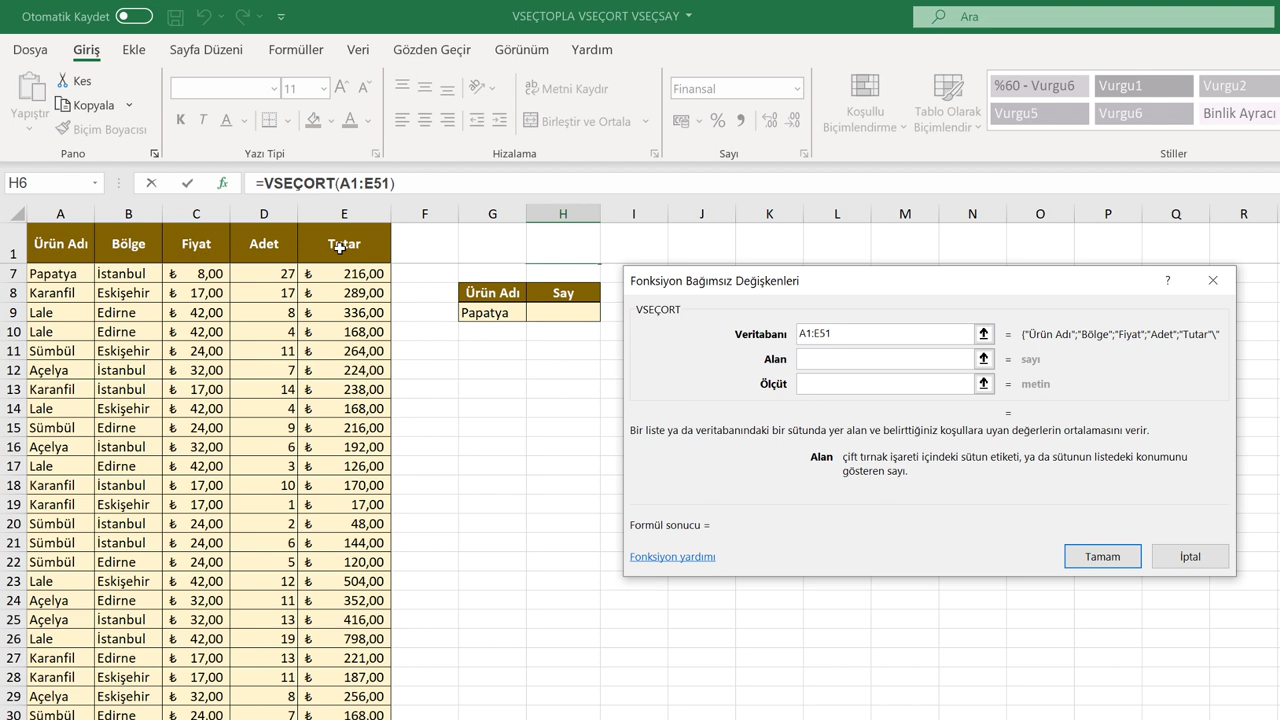 Otomatik Kaydet
VSEÇTOPLA VSEÇORT VSEÇSAY
Ara
Dosya Giriş Ekle Sayfa Düzeni Formüller Veri Gözden Geçir Görünüm Yardım
Yapıştır
Kes
Kopyala
Biçim Boyacısı
Pano
11
K T A
Yazı Tipi
Metni Kaydır
Birleştir ve Ortala
Hizalama
Finansal
%
Sayı
Koşullu
Biçimlendirme
Tablo Olarak
Biçimlendir
%60 - Vurgu6 Vurgu1 Vurgu2
Vurgu5 Vurgu6 Binlik Ayracı
Stiller
H6 fx =VSEÇORT(A1:E51)
A B C D E F G H I J K L M N O P Q R
1 Ürün Adı Bölge Fiyat Adet Tutar
7 Papatya İstanbul ₺ 8,00 27 ₺ 216,00
8 Karanfil Eskişehir ₺ 17,00 17 ₺ 289,00 Ürün Adı Say
9 Lale Edirne ₺ 42,00 8 ₺ 336,00 Papatya
10 Lale Edirne ₺ 42,00 4 ₺ 168,00
11 Sümbül Eskişehir ₺ 24,00 11 ₺ 264,00
12 Açelya İstanbul ₺ 32,00 7 ₺ 224,00
13 Karanfil İstanbul ₺ 17,00 14 ₺ 238,00
14 Lale Eskişehir ₺ 42,00 4 ₺ 168,00
15 Sümbül Edirne ₺ 24,00 9 ₺ 216,00
16 Açelya İstanbul ₺ 32,00 6 ₺ 192,00
17 Lale Edirne ₺ 42,00 3 ₺ 126,00
18 Karanfil İstanbul ₺ 17,00 10 ₺ 170,00
19 Karanfil Eskişehir ₺ 17,00 1 ₺ 17,00
20 Sümbül İstanbul ₺ 24,00 2 ₺ 48,00
21 Sümbül İstanbul ₺ 24,00 6 ₺ 144,00
22 Sümbül Edirne ₺ 24,00 5 ₺ 120,00
23 Lale Eskişehir ₺ 42,00 12 ₺ 504,00
24 Açelya Edirne ₺ 32,00 11 ₺ 352,00
25 Açelya İstanbul ₺ 32,00 13 ₺ 416,00
26 Lale İstanbul ₺ 42,00 19 ₺ 798,00
27 Karanfil Edirne ₺ 17,00 13 ₺ 221,00
28 Karanfil Eskişehir ₺ 17,00 11 ₺ 187,00
29 Açelya Eskişehir ₺ 32,00 8 ₺ 256,00
30 Sümbül Edirne ₺ 24,00 7 ₺ 168,00
Fonksiyon Bağımsız Değişkenleri ?
VSEÇORT
Veritabanı A1:E51 = {"Ürün Adı";"Bölge";"Fiyat";"Adet";"Tutar"\"
Alan = sayı
Ölçüt = metin
=
Bir liste ya da veritabanındaki bir sütunda yer alan ve belirttiğiniz koşullara uyan değerlerin ortalamasını verir.
Alan çift tırnak işareti içindeki sütun etiketi, ya da sütunun listedeki konumunu
gösteren sayı.
Formül sonucu =
Fonksiyon yardımı
Tamam İptal